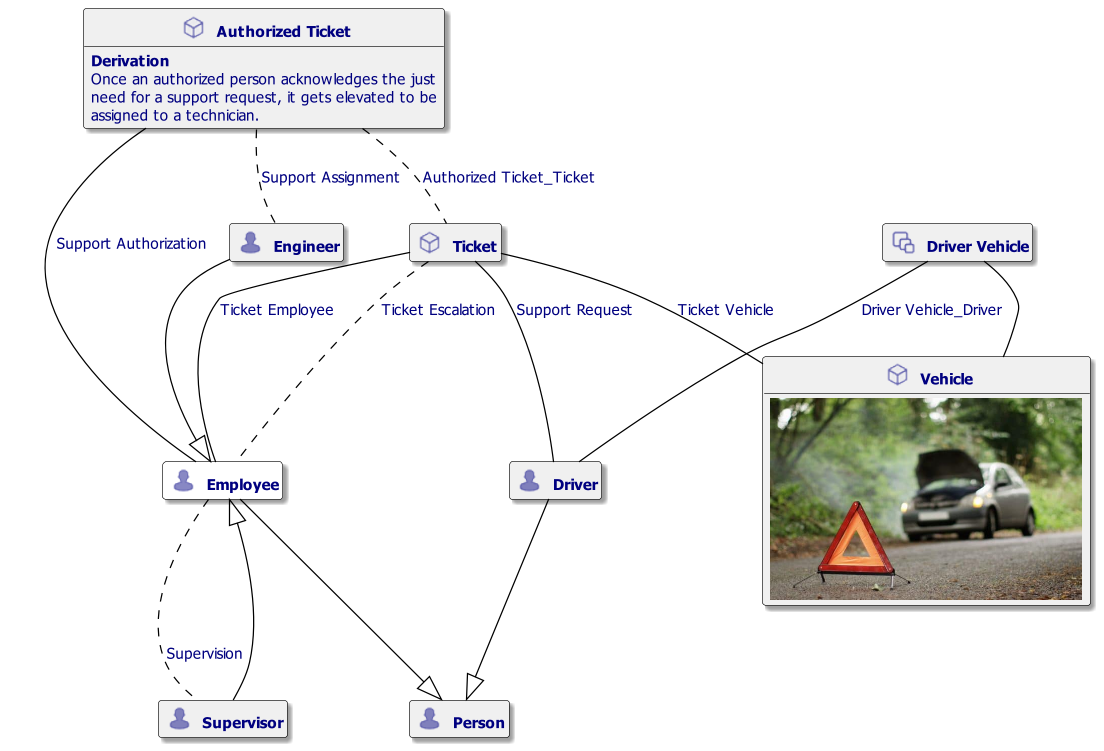 Authorized Ticket
Derivation
Once an authorized person acknowledges the just
need for a support request, it gets elevated to be
assigned to a technician.
Support Assignment
Authorized Ticket_Ticket
Support Authorization
Engineer
Ticket
Driver Vehicle
Ticket Employee
Ticket Escalation
Support Request
Ticket Vehicle
Driver Vehicle_Driver
Vehicle
Employee
Driver
Supervision
Supervisor
Person